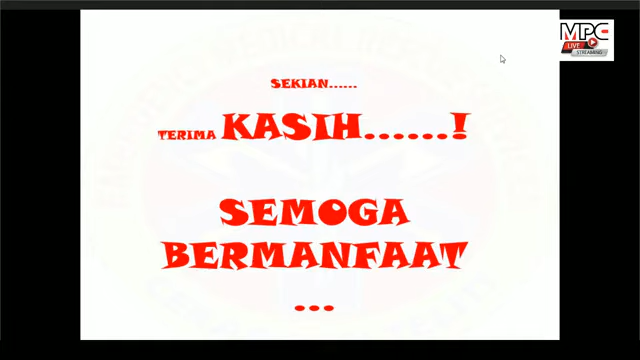 MPC
LIVE
STREAMING
SEKIAN......
TERIMA KASIH.......!
SEMOGA
BERMANFAAT
...